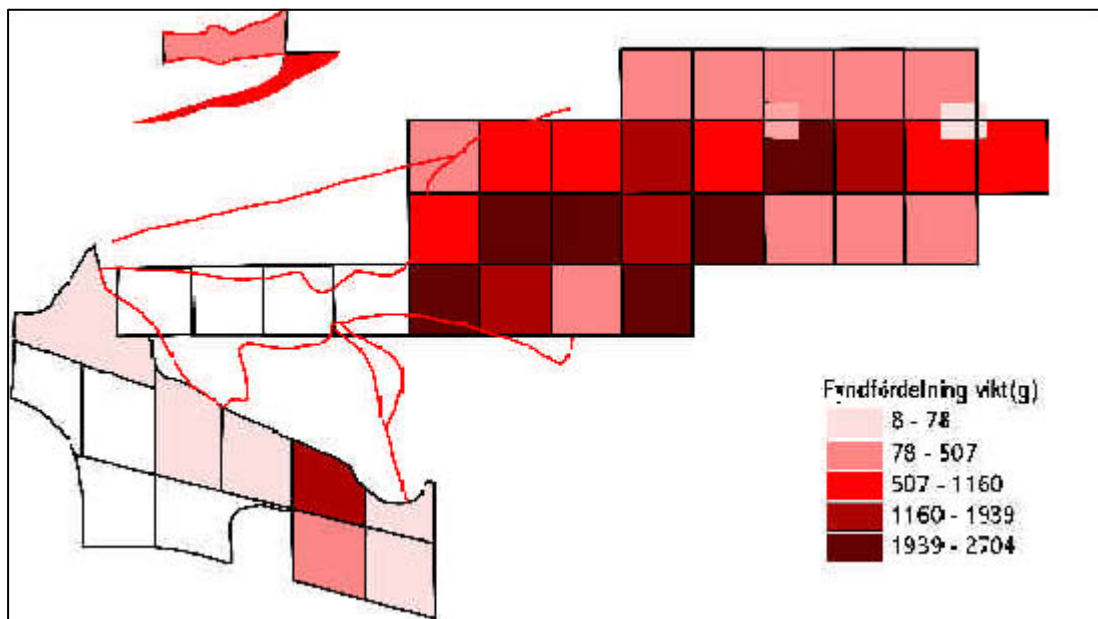 Fyndfördelning vikt(g)
8 - 78
78 - 507
507 - 1160
1160 - 1939
1939 - 2704